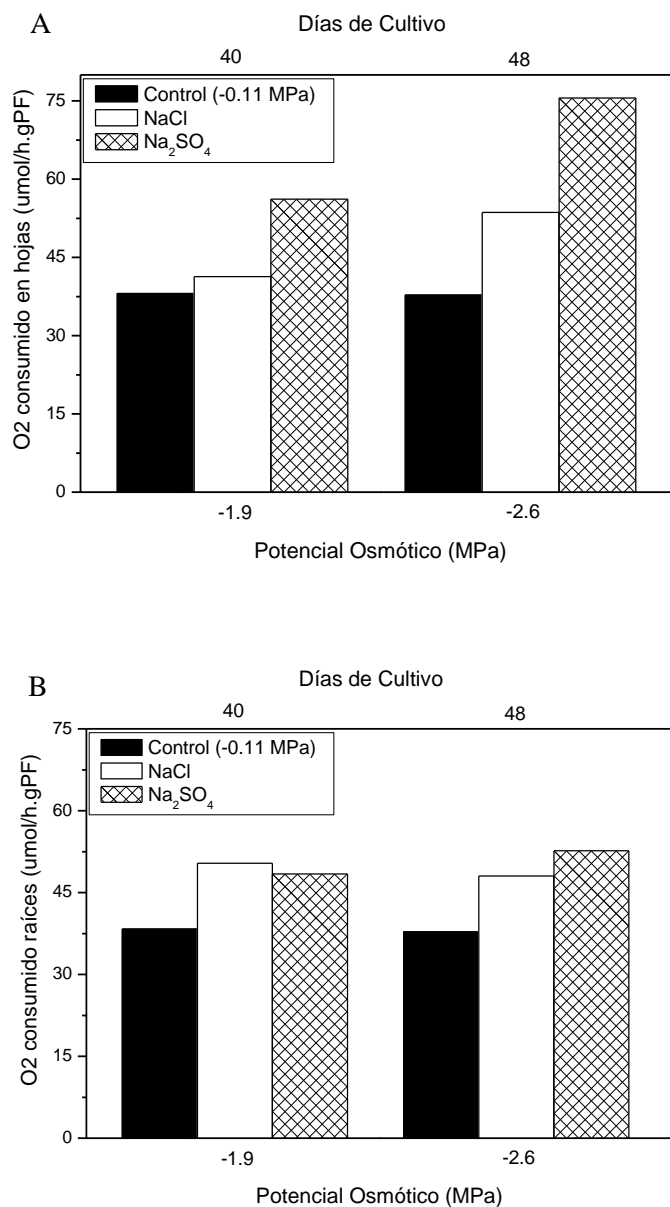 A
Días de Cultivo
40 48
Control (-0.11 MPa)
NaCl
Na₂SO₄
75
60
45
30
15
0
O2 consumido en hojas (umol/h.gPF)
-1.9 -2.6
Potencial Osmótico (MPa)
B
Días de Cultivo
40 48
Control (-0.11 MPa)
NaCl
Na₂SO₄
75
60
45
30
15
0
O2 consumido raíces (umol/h.gPF)
-1.9 -2.6
Potencial Osmótico (MPa)